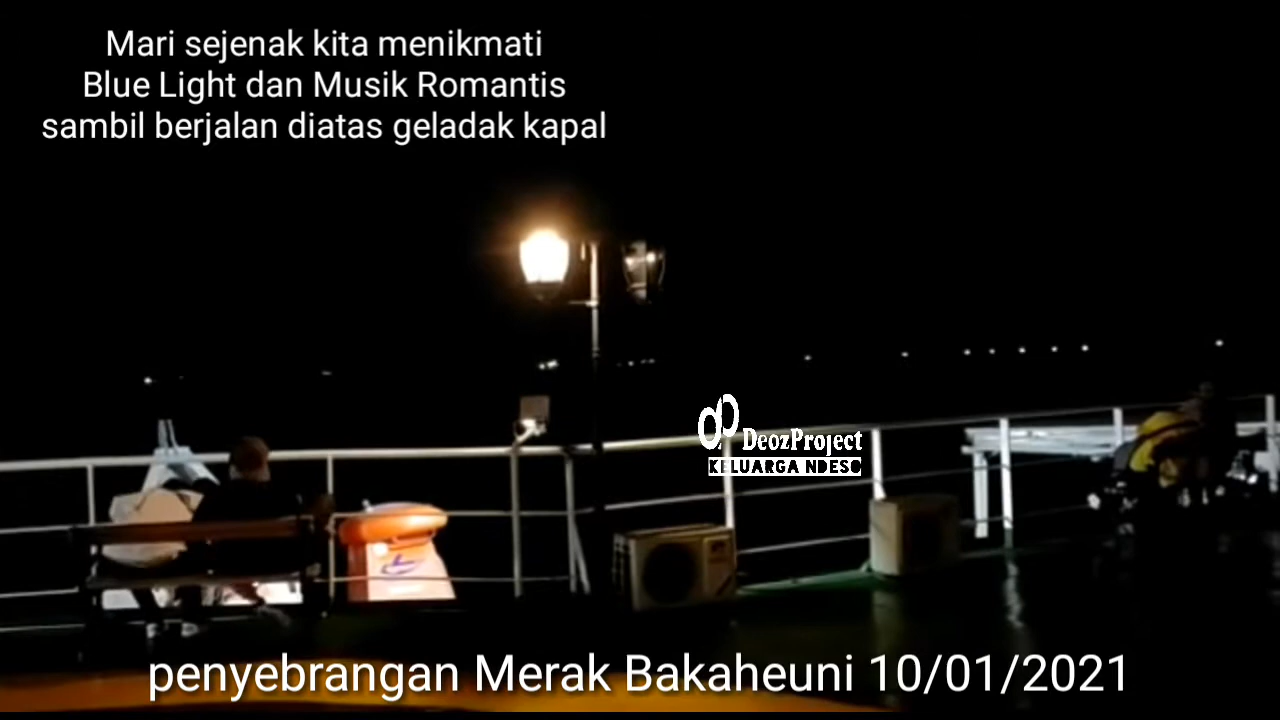 Mari sejenak kita menikmati
Blue Light dan Musik Romantis
sambil berjalan diatas geladak kapal
DeozProject
KELUARGA NDESO
penyebrangan Merak Bakaheuni 10/01/2021